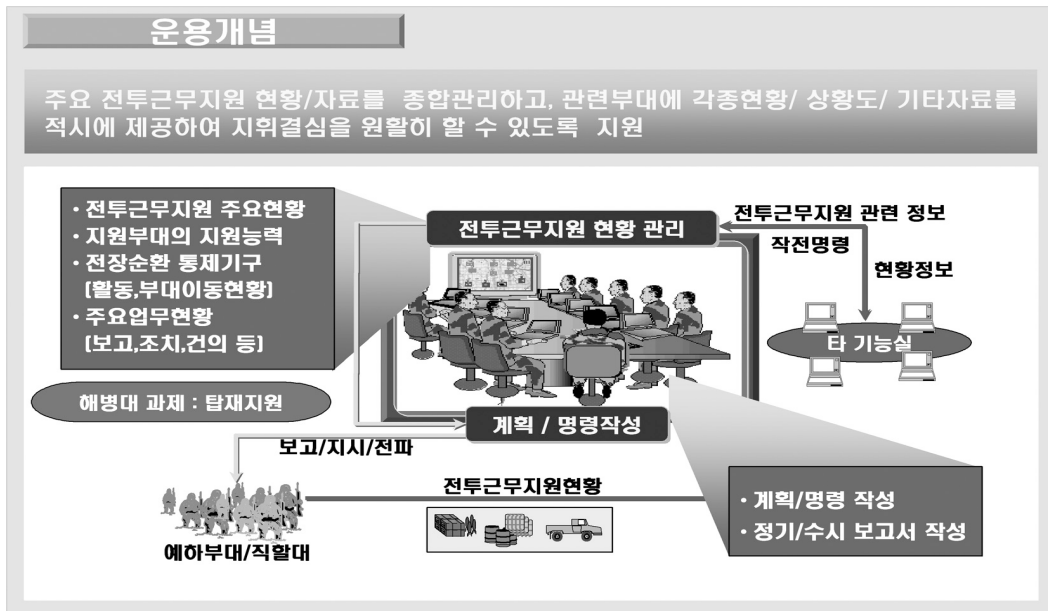 운용개념
주요 전투근무지원 현황/자료를 종합관리하고, 관련부대에 각종현황/ 상황도/ 기타자료를
적시에 제공하여 지휘결심을 원활히 할 수 있도록 지원
· 전투근무지원 주요현황
· 지원부대의 지원능력
· 전장순환 통제기구
(활동,부대이동현황)
· 주요업무현황
(보고,조치,건의 등)
해병대 과제 : 탑재지원
전투근무지원 현황 관리
전투근무지원 관련 정보
작전명령
현황정보
타 기능실
계획 / 명령작성
보고/지시/전파
전투근무지원현황
예하부대/직할대
· 계획/명령 작성
· 정기/수시 보고서 작성